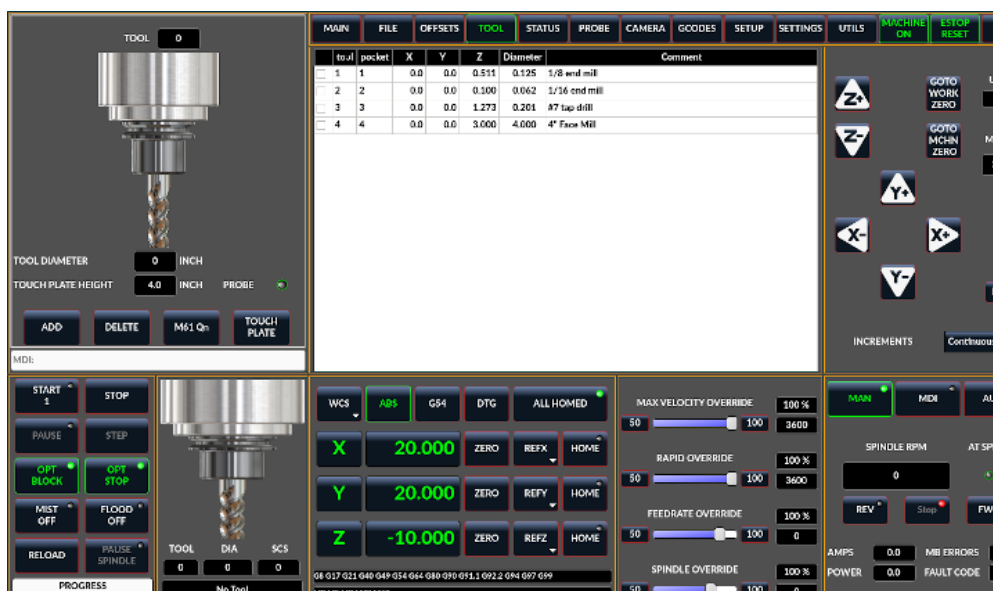 TOOL 0
MAIN FILE OFFSETS TOOL STATUS PROBE CAMERA GCODES SETUP SETTINGS UTILS MACHINE ON ESTOP RESET
tool pocket X Y Z Diameter Comment
1 1 0.0 0.0 0.511 0.125 1/8 end mill
2 2 0.0 0.0 0.100 0.062 1/16 end mill
3 3 0.0 0.0 1.273 0.201 #7 tap drill
4 4 0.0 0.0 3.000 4.000 4" Face Mill
TOOL DIAMETER 0 INCH
TOUCH PLATE HEIGHT 4.0 INCH PROBE
ADD DELETE M61 Qn TOUCH PLATE
MDI:
Z+
GOTO WORK ZERO
Z-
GOTO MCHN ZERO
Y+
X- X+
Y-
INCREMENTS Continuous
START 1 STOP
PAUSE STEP
OPT BLOCK OPT STOP
MIST OFF FLOOD OFF
RELOAD PAUSE SPINDLE
PROGRESS
TOOL DIA SCS
0 0 0
No Tool
WCS ABS G54 DTG ALL HOMED
X 20.000 ZERO REFX HOME
Y 20.000 ZERO REFY HOME
Z -10.000 ZERO REFZ HOME
G8 G17 G21 G40 G49 G54 G64 G80 G90 G91.1 G92.2 G94 G97 G99
MAX VELOCITY OVERRIDE 100 %
50 100 3600
RAPID OVERRIDE 100 %
50 100 3600
FEEDRATE OVERRIDE 100 %
50 100 0
SPINDLE OVERRIDE 100 %
50 100
MAN MDI AU
SPINDLE RPM AT SP
0
REV Stop FW
AMPS 0.0 MB ERRORS
POWER 0.0 FAULT CODE